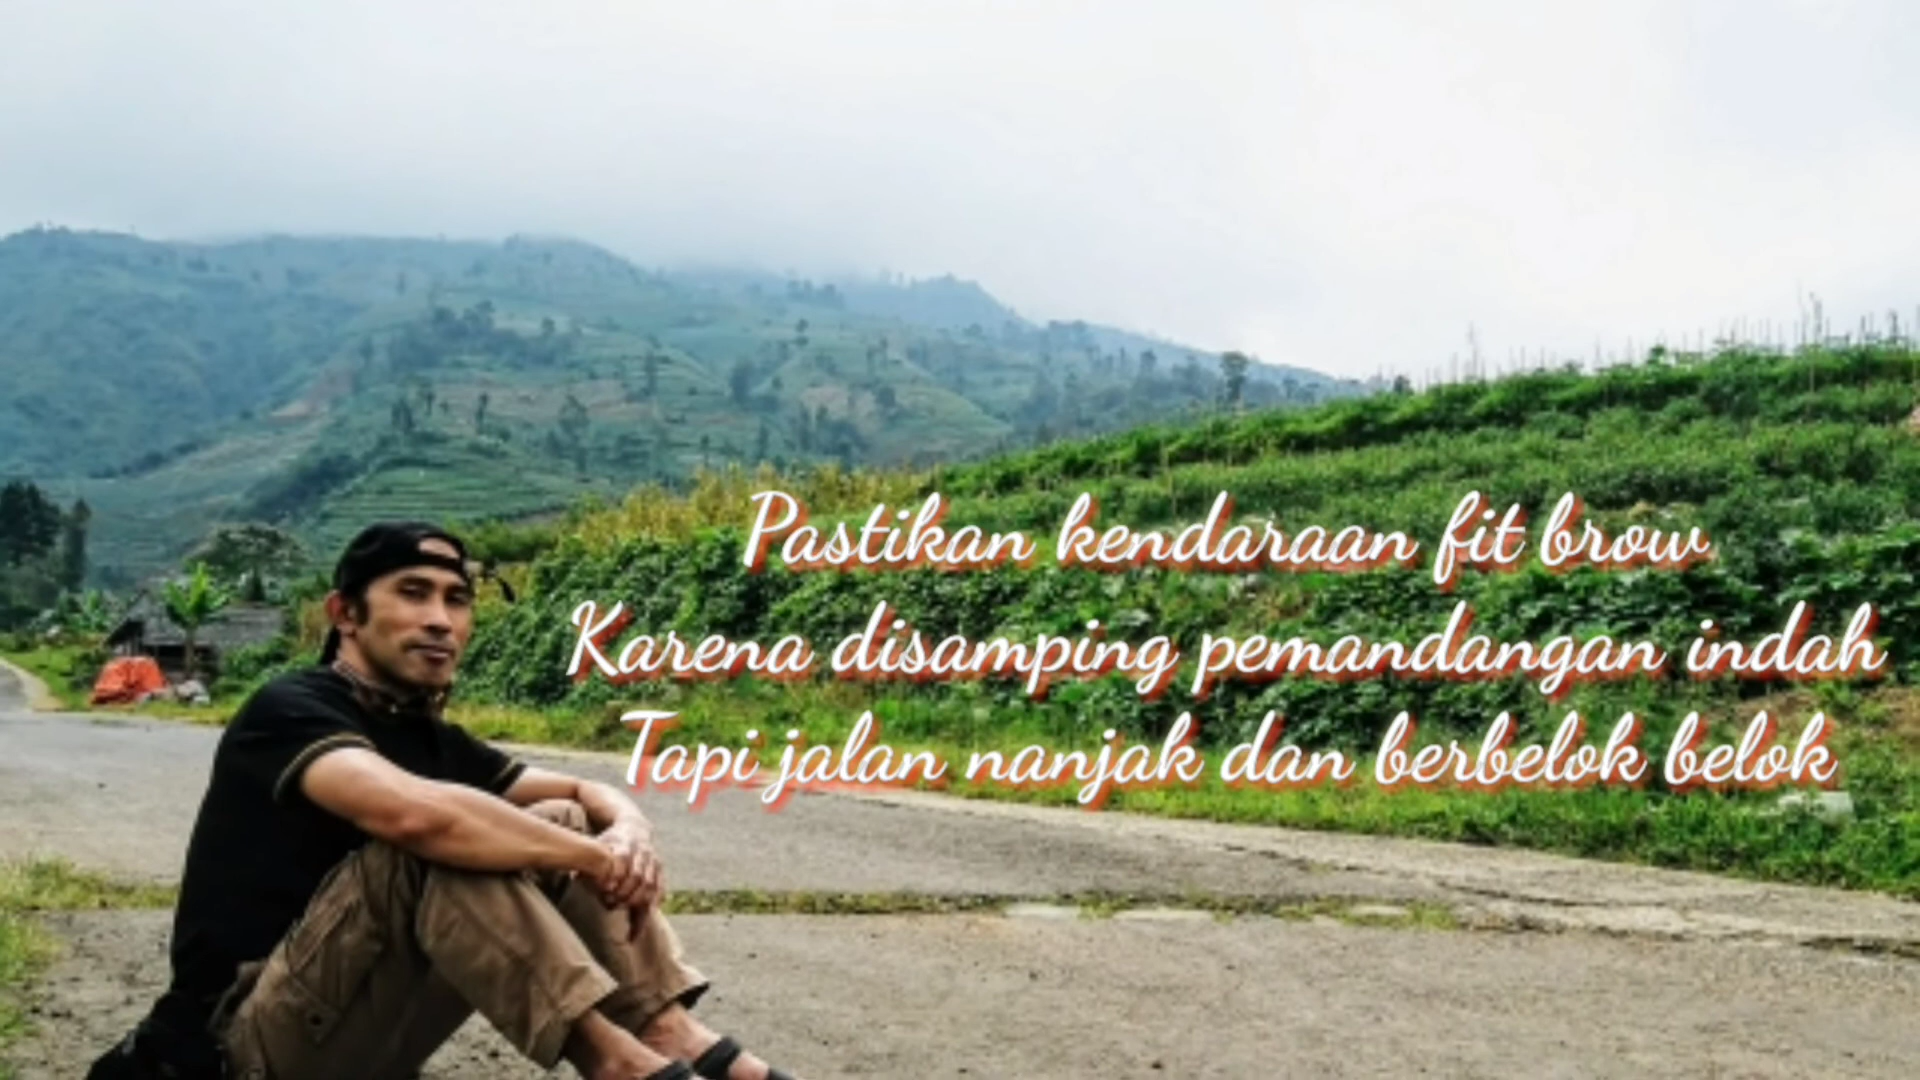 Pastikan kendaraan fit brow
Karena disamping pemandangan indah
Tapi jalan nanjak dan berbelok belok